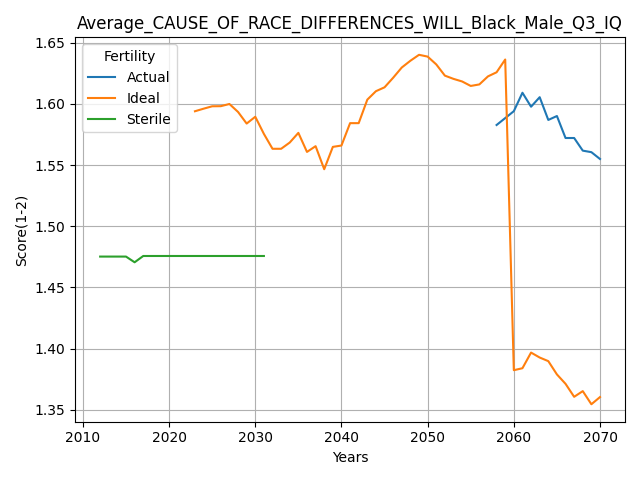 Average_CAUSE_OF_RACE_DIFFERENCES_WILL_Black_Male_Q3_IQ
Fertility
Actual
Ideal
Sterile
Score(1-2)
1.65
1.60
1.55
1.50
1.45
1.40
1.35
2010 2020 2030 2040 2050 2060 2070
Years